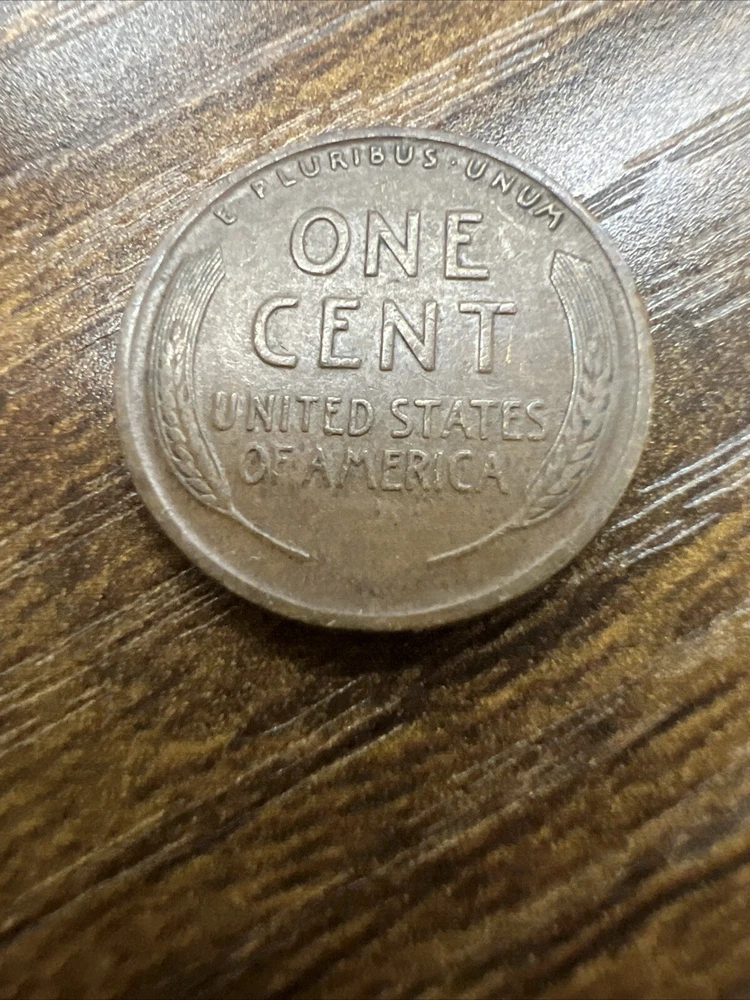 E PLURIBUS · UNUM
ONE
CENT
UNITED STATES
OF AMERICA